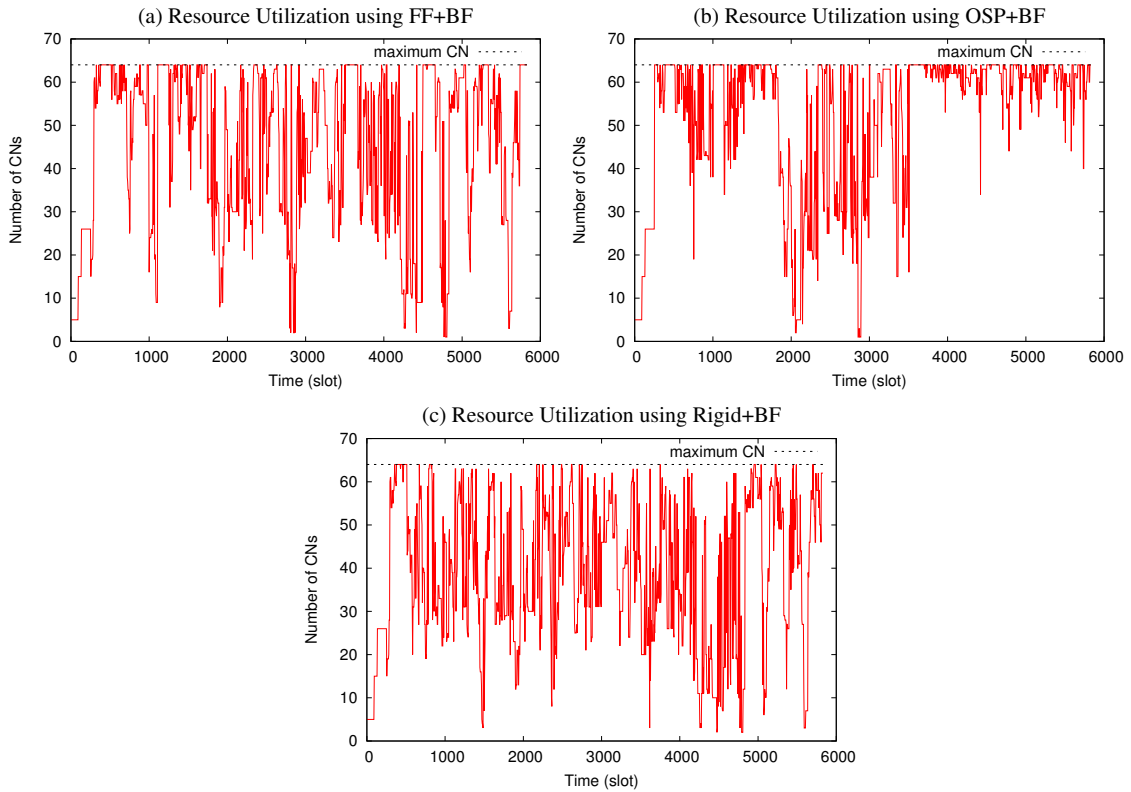 (a) Resource Utilization using FF+BF
70
60
50
40
30
20
10
0
Number of CNs
maximum CN
0 1000 2000 3000 4000 5000 6000
Time (slot)
(b) Resource Utilization using OSP+BF
70
60
50
40
30
20
10
0
Number of CNs
maximum CN
0 1000 2000 3000 4000 5000 6000
Time (slot)
(c) Resource Utilization using Rigid+BF
70
60
50
40
30
20
10
0
Number of CNs
maximum CN
0 1000 2000 3000 4000 5000 6000
Time (slot)